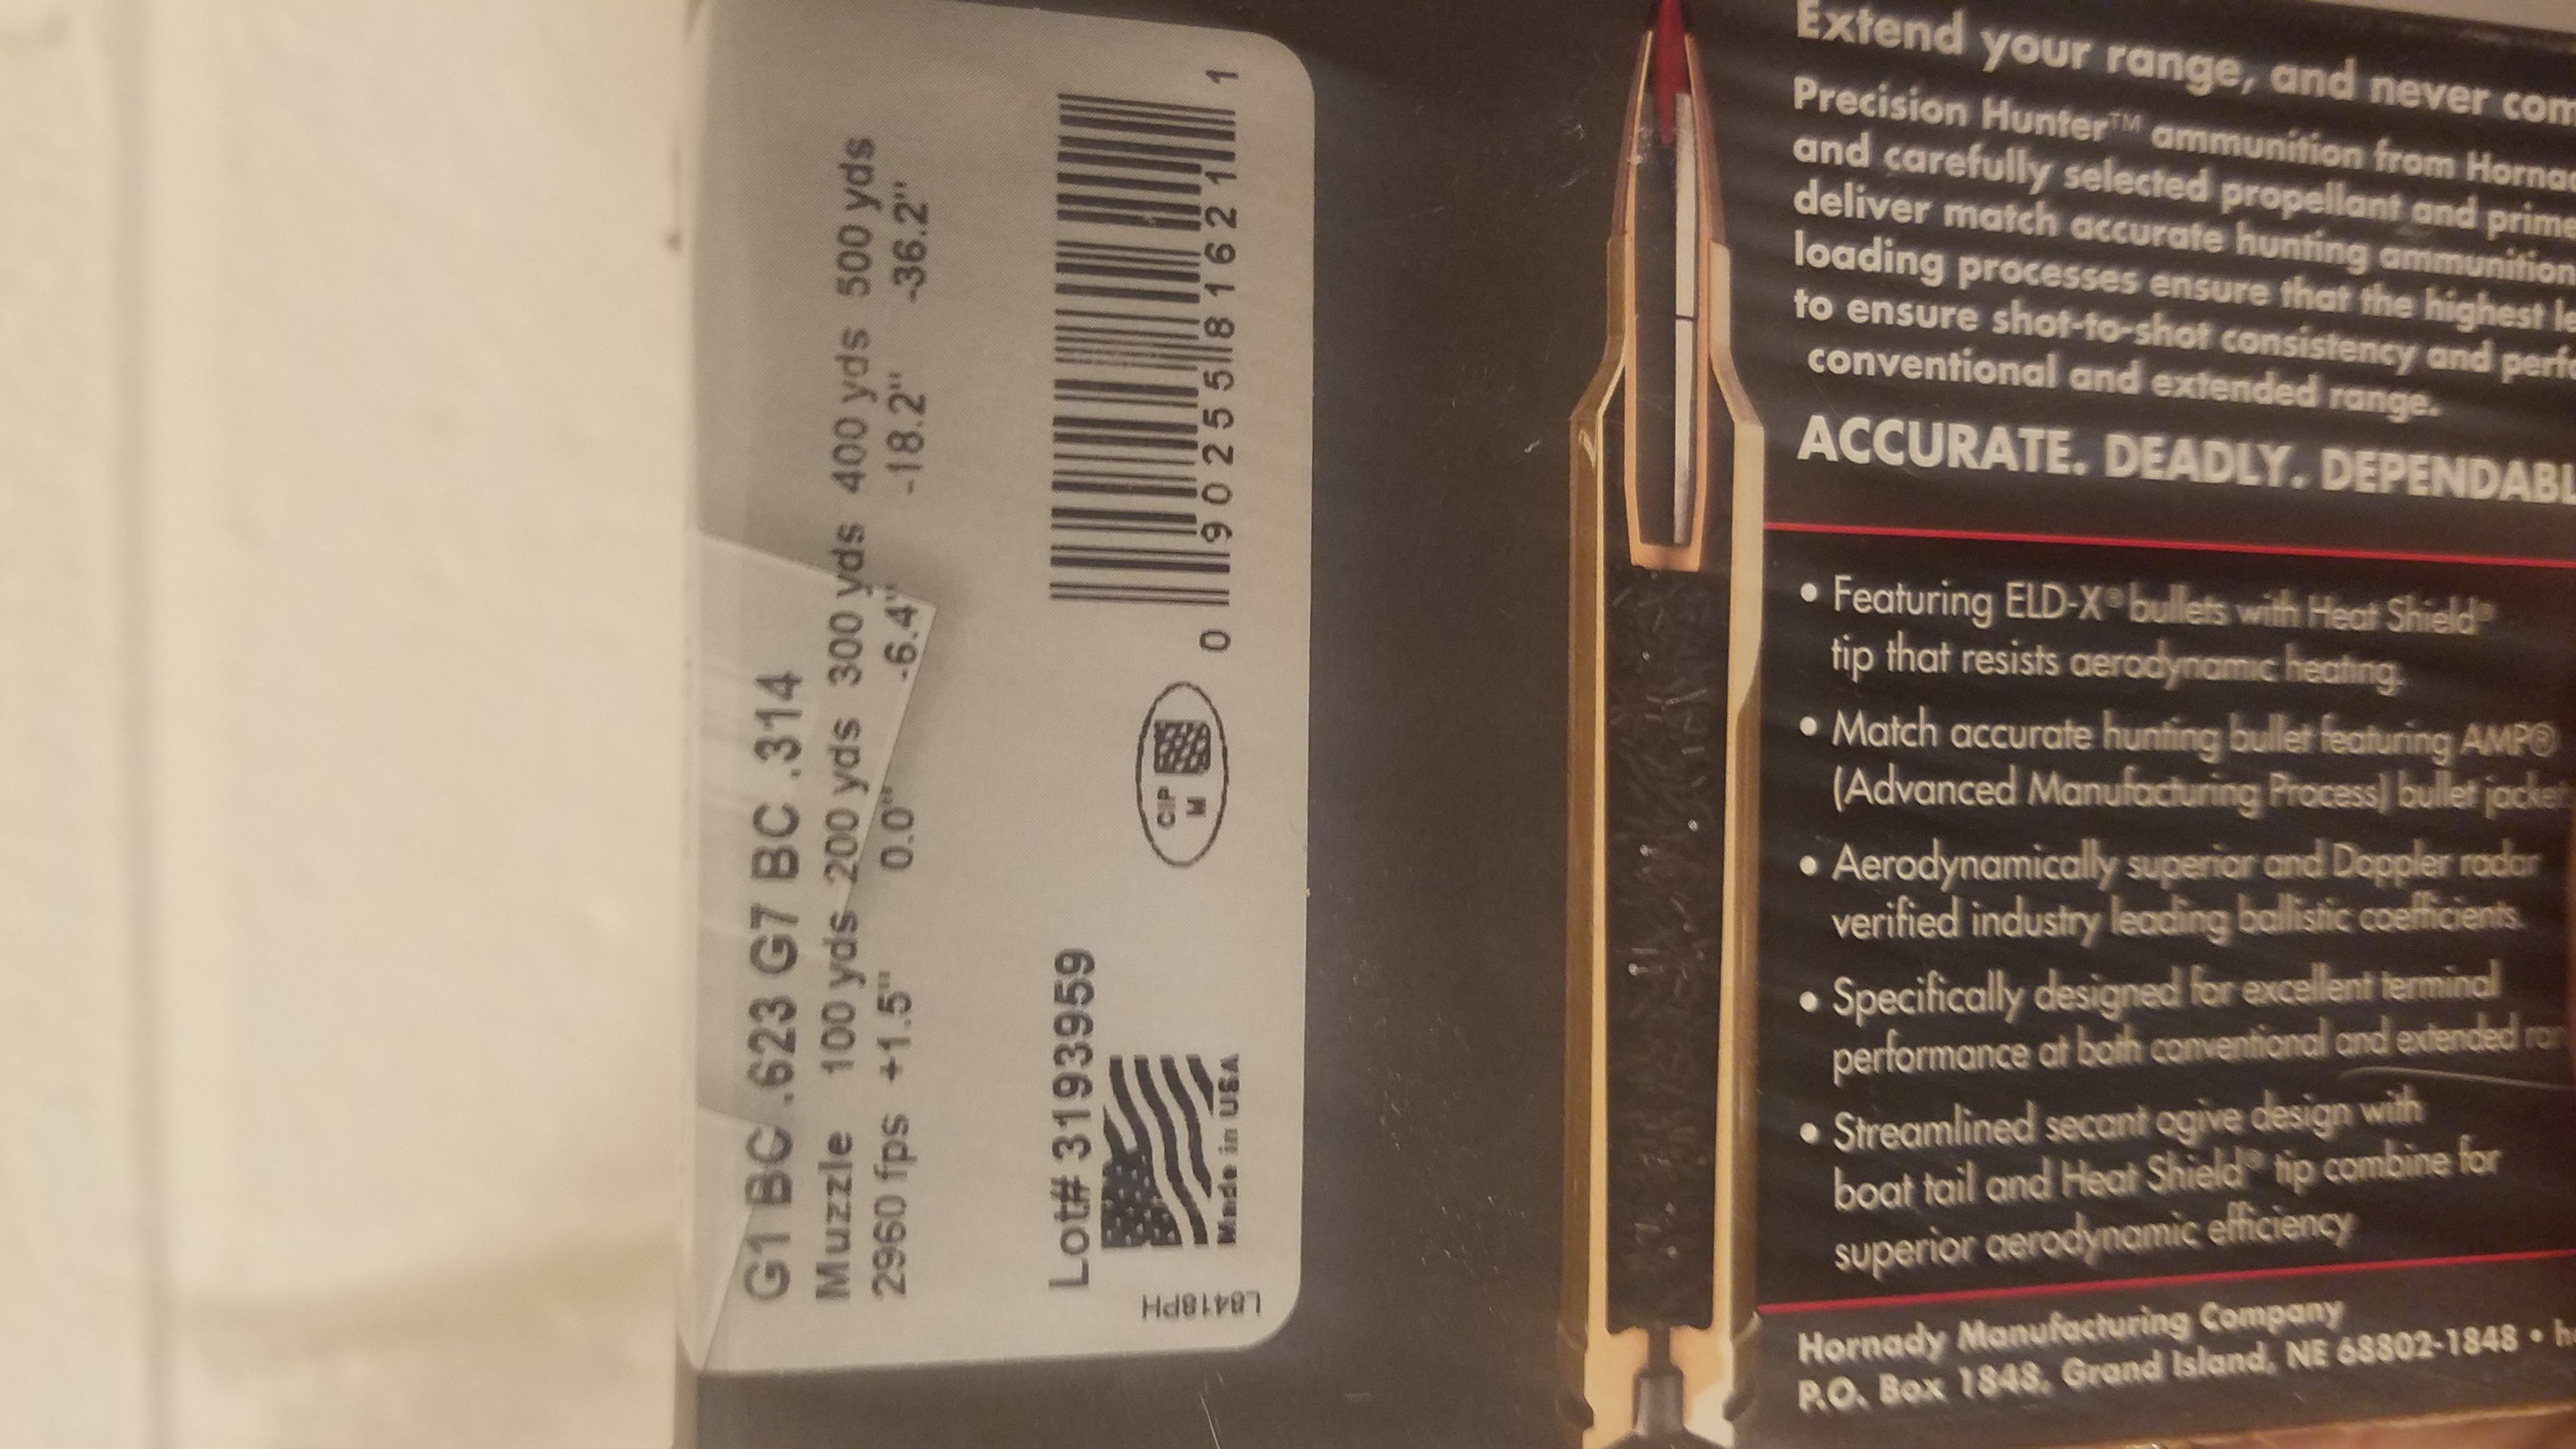 G1 BC .623 G7 BC .314
Muzzle 100 yds 200 yds 300 yds 400 yds 500 yds
2960 fps +1.5" 0.0" -6.4" -18.2" -36.2"
Lot# 3193959
Made in USA
L8418PH
CIP
M
0 90255 81621 1
Extend your range, and never com
Precision Hunter™ ammunition from Horna
and carefully selected propellant and prime
deliver match accurate hunting ammunition
loading processes ensure that the highest le
to ensure shot-to-shot consistency and perfo
conventional and extended range.
ACCURATE. DEADLY. DEPENDABL
• Featuring ELD-X® bullets with Heat Shield®
tip that resists aerodynamic heating.
• Match accurate hunting bullet featuring AMP®
(Advanced Manufacturing Process) bullet jacke
• Aerodynamically superior and Doppler radar
verified industry leading ballistic coefficients.
• Specifically designed for excellent terminal
performance at both conventional and extended ran
• Streamlined secant ogive design with
boat tail and Heat Shield® tip combine for
superior aerodynamic efficiency
Hornady Manufacturing Company
P.O. Box 1848, Grand Island, NE 68802-1848 • h